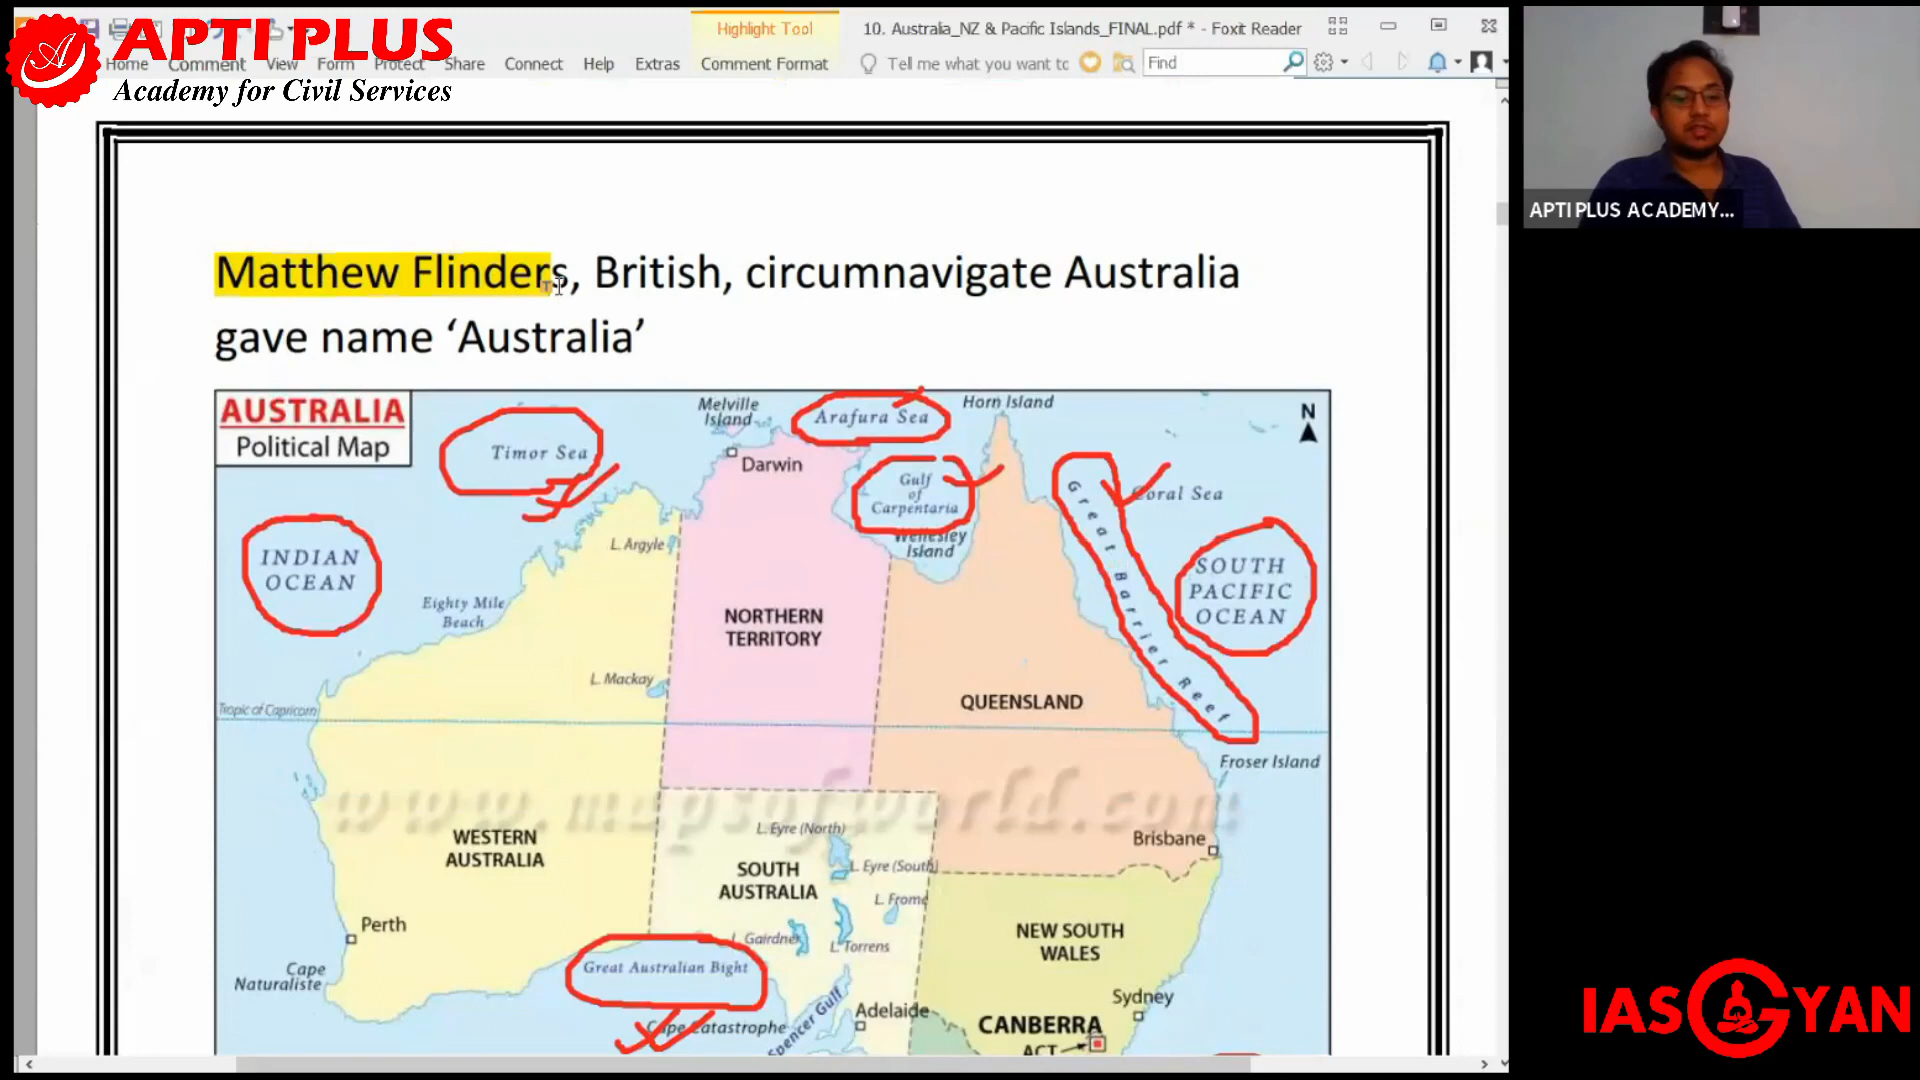 APTI PLUS
Academy for Civil Services
Highlight Tool
10. Australia_NZ & Pacific Islands_FINAL.pdf * - Foxit Reader
Home Comment View Form Protect Share Connect Help Extras Comment Format Tell me what you want to Find
APTI PLUS ACADEMY...
Matthew Flinders, British, circumnavigate Australia
gave name ‘Australia’
AUSTRALIA
Political Map
Melville
Island
Arafura Sea
Horn Island
N
Timor Sea
Darwin
Gulf
of
Carpentaria
Wellesley
Island
Great Barrier Reef
Coral Sea
INDIAN
OCEAN
L. Argyle
SOUTH
PACIFIC
OCEAN
Eighty Mile
Beach
NORTHERN
TERRITORY
L. Mackay
QUEENSLAND
Tropic of Capricorn
Froser Island
www.mapsofworld.com
WESTERN
AUSTRALIA
L. Eyre (North)
Brisbane
SOUTH
AUSTRALIA
L. Eyre (South)
L. Frome
Perth
L. Gairdner
L. Torrens
NEW SOUTH
WALES
Great Australian Bight
Cape
Naturaliste
Cape Catastrophe
Spencer Gulf
Adelaide
Sydney
CANBERRA
ACT
IAS GYAN